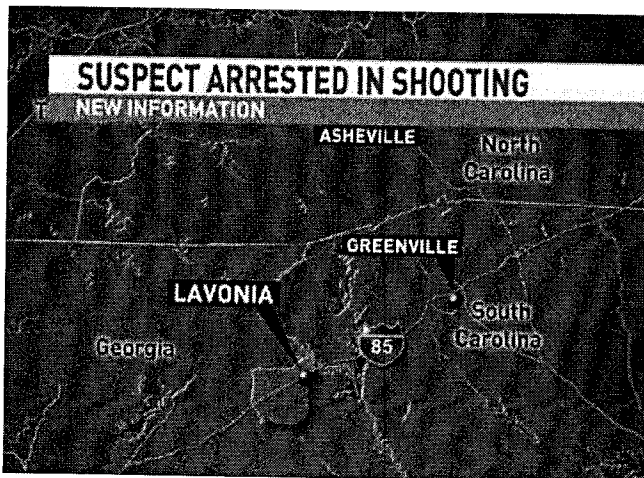 SUSPECT ARRESTED IN SHOOTING
NEW INFORMATION
ASHEVILLE
North
Carolina
GREENVILLE
LAVONIA
South
Carolina
85
Georgia